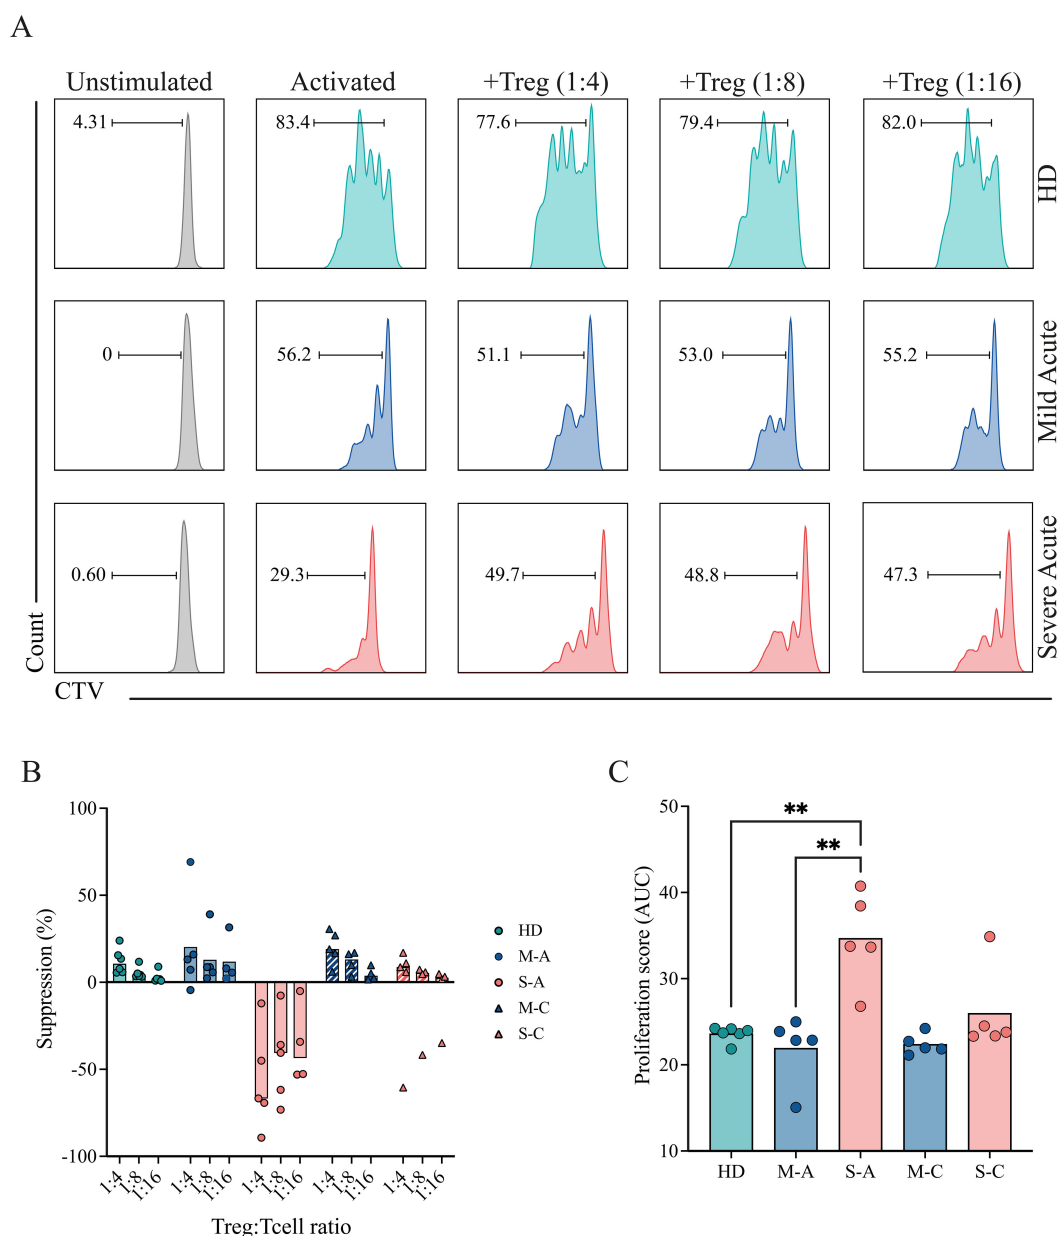 A
Unstimulated Activated +Treg (1:4) +Treg (1:8) +Treg (1:16)
4.31 83.4 77.6 79.4 82.0
HD
0 56.2 51.1 53.0 55.2
Mild Acute
0.60 29.3 49.7 48.8 47.3
Severe Acute
Count
CTV
B
100
50
0
-50
-100
Suppression (%)
1:4 1:8 1:16 1:4 1:8 1:16 1:4 1:8 1:16 1:4 1:8 1:16 1:4 1:8 1:16
Treg:Tcell ratio
HD
M-A
S-A
M-C
S-C
C
50
40
30
20
10
Proliferation score (AUC)
**
**
HD M-A S-A M-C S-C